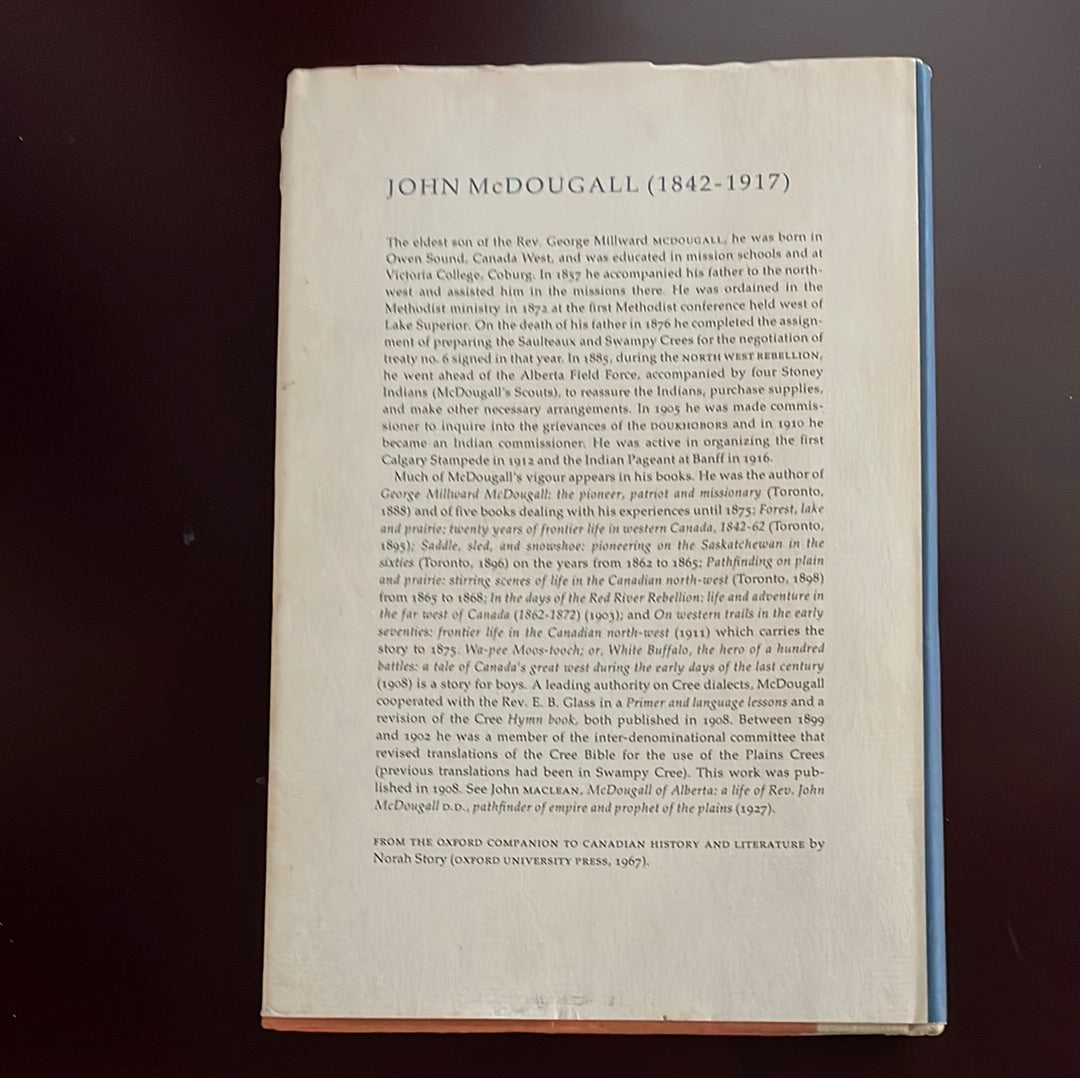 JOHN McDOUGALL (1842-1917)
The eldest son of the Rev. George Millward MCDOUGALL, he was born in
Owen Sound, Canada West, and was educated in mission schools and at
Victoria College, Coburg. In 1857 he accompanied his father to the north-
west and assisted him in the missions there. He was ordained in the
Methodist ministry in 1872 at the first Methodist conference held west of
Lake Superior. On the death of his father in 1876 he completed the assign-
ment of preparing the Saulteaux and Swampy Crees for the negotiation of
treaty no. 6 signed in that year. In 1885, during the NORTH WEST REBELLION,
he went ahead of the Alberta Field Force, accompanied by four Stoney
Indians (McDougall's Scouts), to reassure the Indians, purchase supplies,
and make other necessary arrangements. In 1905 he was made commis-
sioner to inquire into the grievances of the DOUKHOBORS and in 1910 he
became an Indian commissioner. He was active in organizing the first
Calgary Stampede in 1912 and the Indian Pageant at Banff in 1916.
Much of McDougall's vigour appears in his books. He was the author of
George Millward McDougall; the pioneer, patriot and missionary (Toronto,
1888) and of five books dealing with his experiences until 1875: Forest, lake
and prairie: twenty years of frontier life in western Canada, 1842-62 (Toronto,
1895); Saddle, sled, and snowshoe: pioneering on the Saskatchewan in the
sixties (Toronto, 1896) on the years from 1862 to 1865; Pathfinding on plain
and prairie: stirring scenes of life in the Canadian north-west (Toronto, 1898)
from 1865 to 1868; In the days of the Red River Rebellion; life and adventure in
the far west of Canada (1862-1872) (1903); and On western trails in the early
seventies: frontier life in the Canadian north-west (1911) which carries the
story to 1875. Wa-pee Moos-tooch; or, White Buffalo, the hero of a hundred
battles: a tale of Canada's great west during the early days of the last century
(1908) is a story for boys. A leading authority on Cree dialects, McDougall
cooperated with the Rev. E. B. Glass in a Primer and language lessons and a
revision of the Cree Hymn book, both published in 1908. Between 1899
and 1902 he was a member of the inter-denominational committee that
revised translations of the Cree Bible for the use of the Plains Crees
(previous translations had been in Swampy Cree). This work was pub-
lished in 1908. See John MACLEAN, McDougall of Alberta: a life of Rev. John
McDougall D.D., pathfinder of empire and prophet of the plains (1927).
FROM THE OXFORD COMPANION TO CANADIAN HISTORY AND LITERATURE by
Norah Story (OXFORD UNIVERSITY PRESS, 1967).